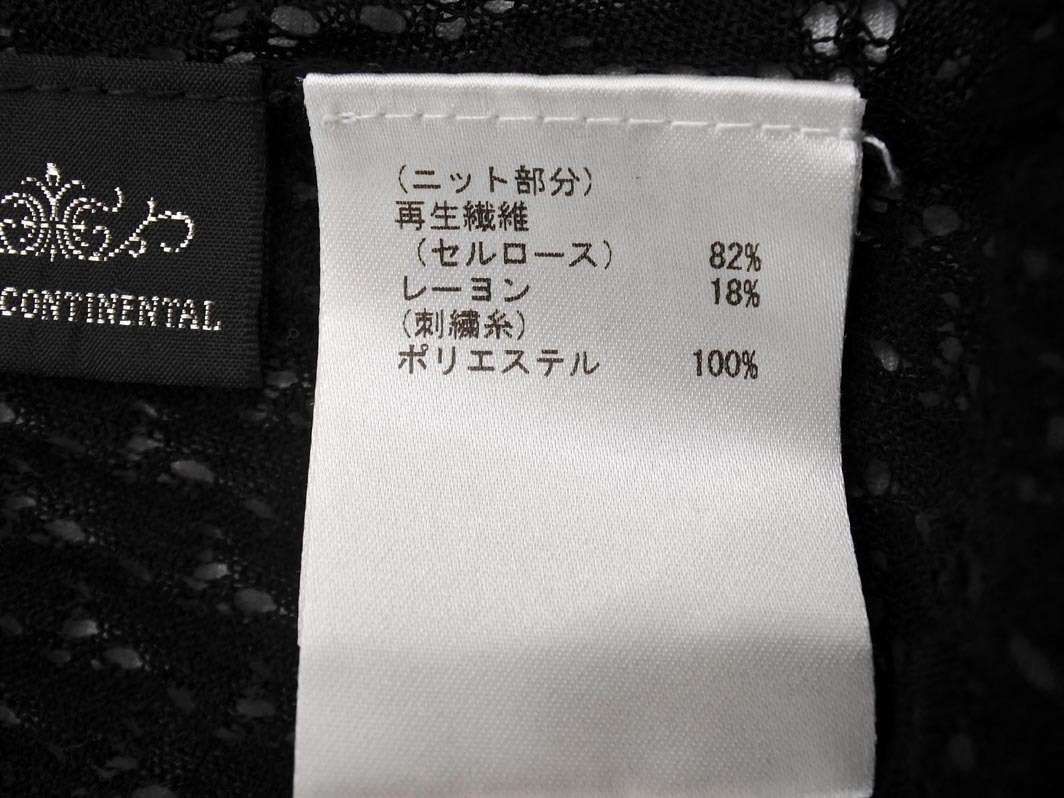 CONTINENTAL
(ニット部分)
再生繊維
(セルロース) 82%
レーヨン 18%
(刺繍糸)
ポリエステル 100%